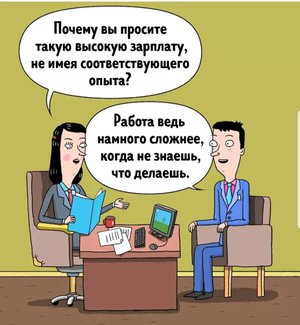 Почему вы просите
такую высокую зарплату,
не имея соответствующего
опыта?
Работа ведь
намного сложнее,
когда не знаешь,
что делаешь.